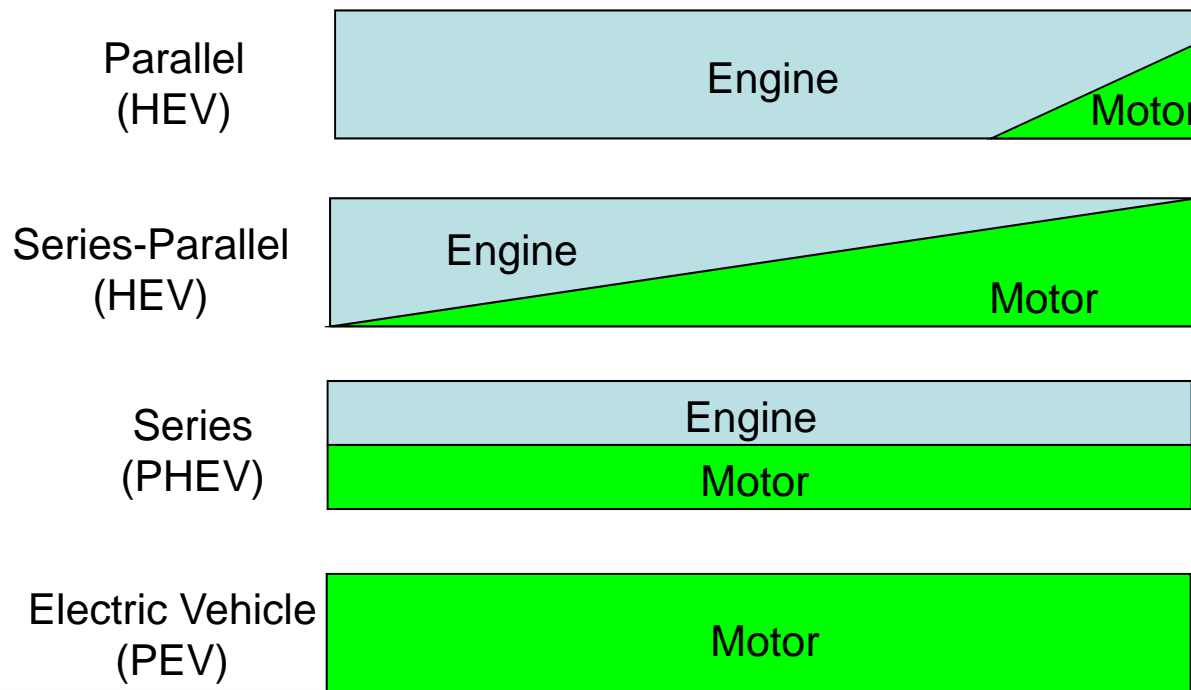 Parallel
(HEV)
Engine
Motor
Series-Parallel
(HEV)
Engine
Motor
Series
(PHEV)
Engine
Motor
Electric Vehicle
(PEV)
Motor